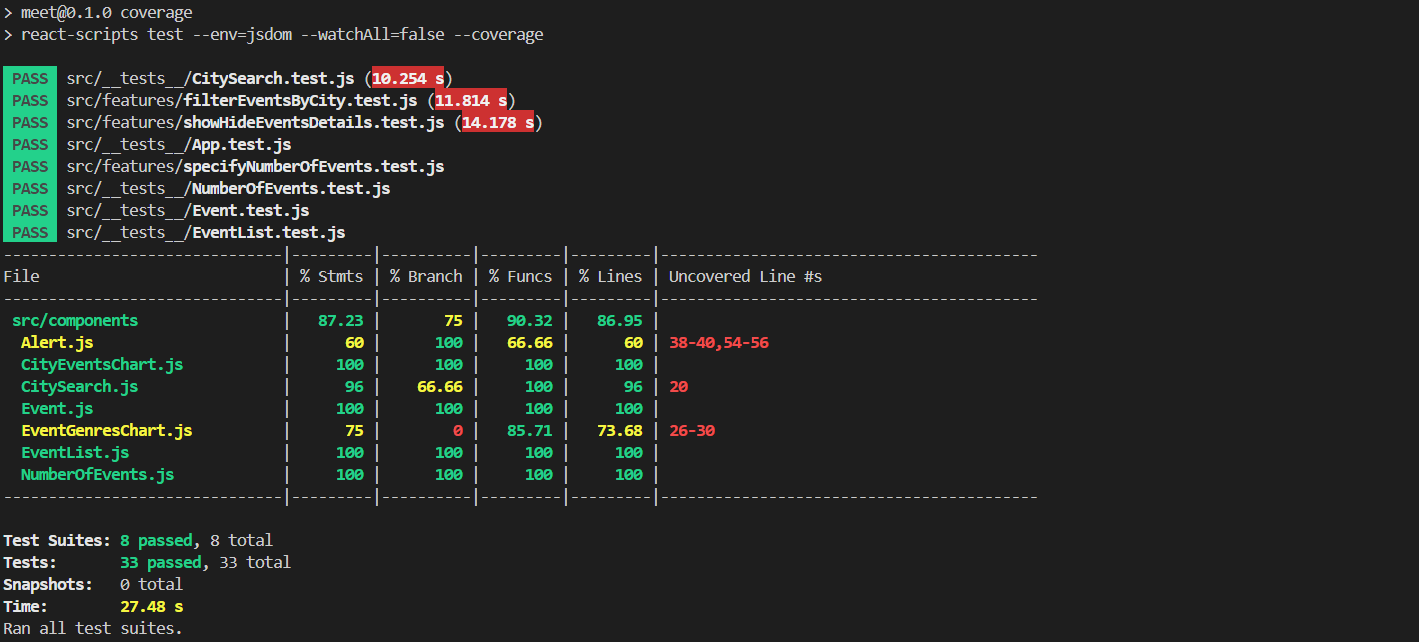 > meet@0.1.0 coverage
> react-scripts test --env=jsdom --watchAll=false --coverage

PASS src/__tests__/CitySearch.test.js (10.254 s)
PASS src/features/filterEventsByCity.test.js (11.814 s)
PASS src/features/showHideEventsDetails.test.js (14.178 s)
PASS src/__tests__/App.test.js
PASS src/features/specifyNumberOfEvents.test.js
PASS src/__tests__/NumberOfEvents.test.js
PASS src/__tests__/Event.test.js
PASS src/__tests__/EventList.test.js
-------------------------------|---------|----------|---------|---------|------------------------------------------
File                           | % Stmts | % Branch | % Funcs | % Lines | Uncovered Line #s
-------------------------------|---------|----------|---------|---------|------------------------------------------
 src/components                |   87.23 |       75 |   90.32 |   86.95 |
  Alert.js                     |      60 |      100 |   66.66 |      60 | 38-40,54-56
  CityEventsChart.js           |     100 |      100 |     100 |     100 |
  CitySearch.js                |      96 |    66.66 |     100 |      96 | 20
  Event.js                     |     100 |      100 |     100 |     100 |
  EventGenresChart.js          |      75 |        0 |   85.71 |   73.68 | 26-30
  EventList.js                 |     100 |      100 |     100 |     100 |
  NumberOfEvents.js            |     100 |      100 |     100 |     100 |
-------------------------------|---------|----------|---------|---------|------------------------------------------

Test Suites: 8 passed, 8 total
Tests:       33 passed, 33 total
Snapshots:   0 total
Time:        27.48 s
Ran all test suites.